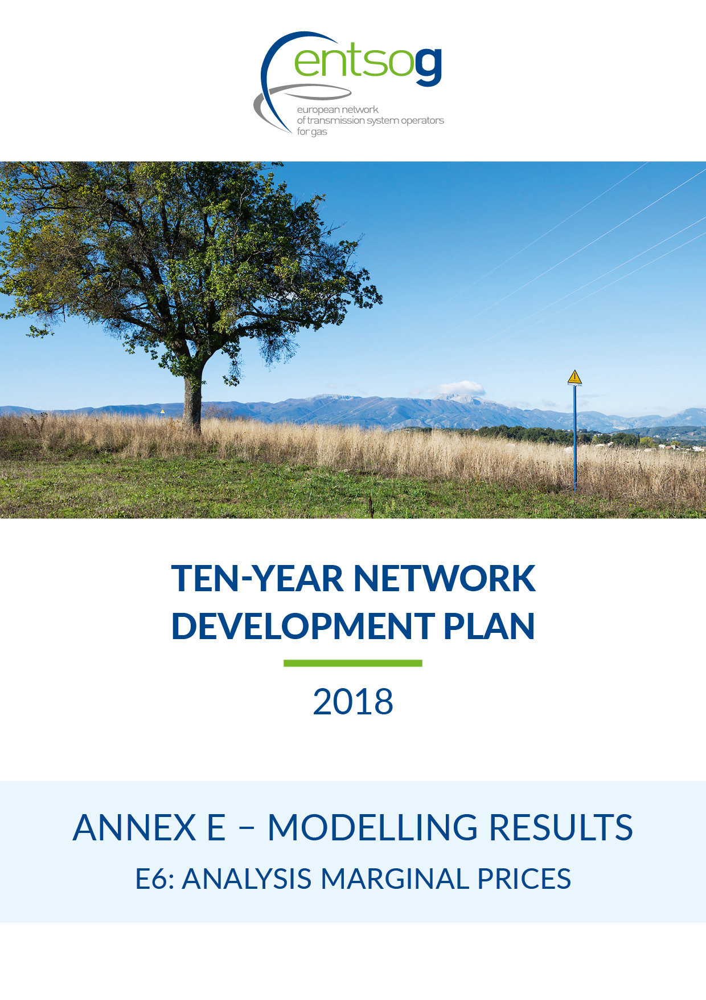 entsog
european network
of transmission system operators
for gas
TEN-YEAR NETWORK
DEVELOPMENT PLAN
2018
ANNEX E – MODELLING RESULTS
E6: ANALYSIS MARGINAL PRICES